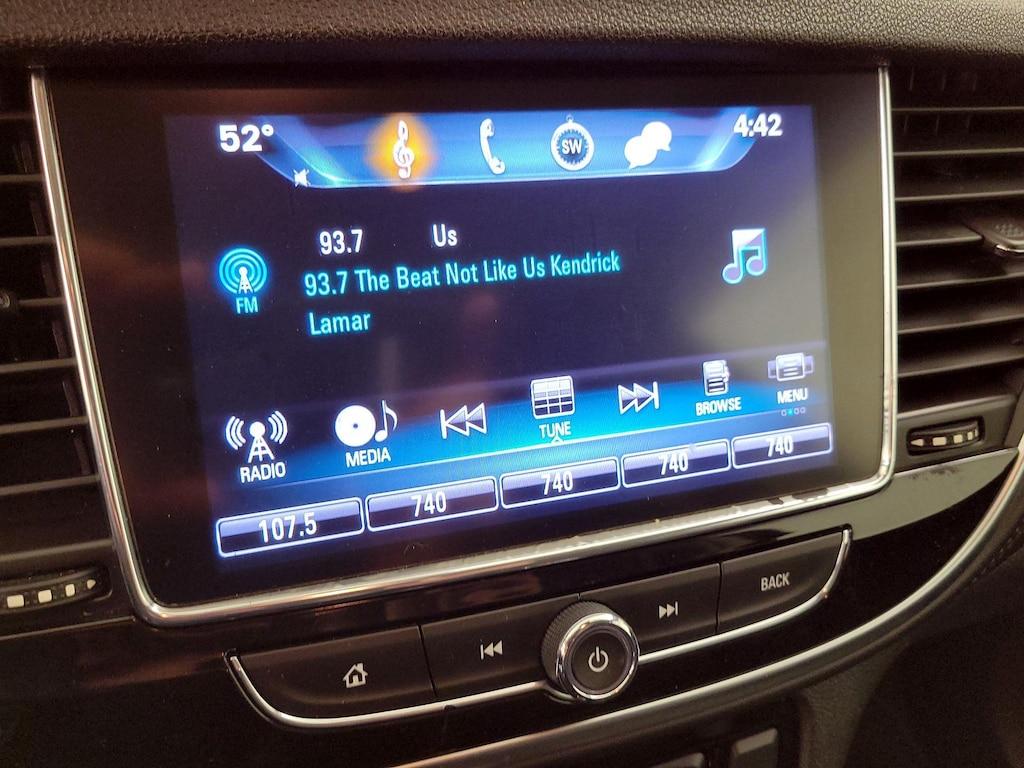 52°
SW
4:42
93.7 Us
FM
93.7 The Beat Not Like Us Kendrick
Lamar
RADIO
MEDIA
TUNE
BROWSE
MENU
107.5
740
740
740
740
BACK